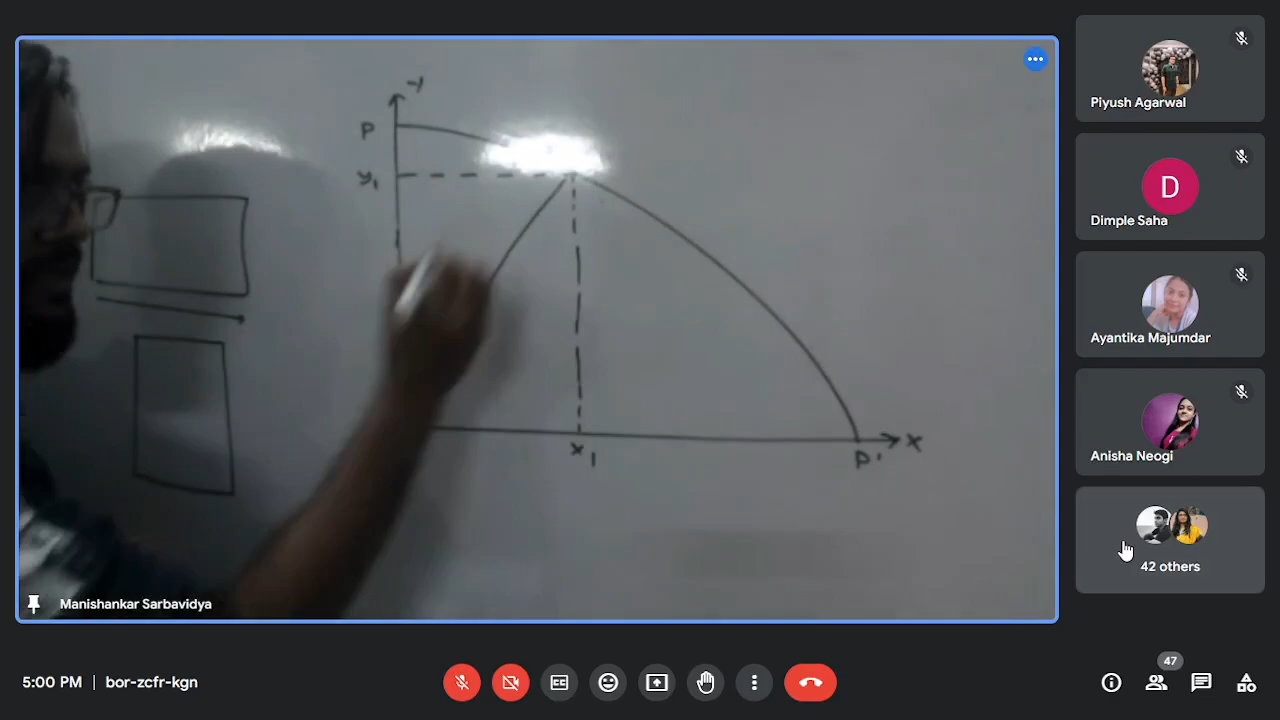 Y
P
y1
x1
P'
X
Manishankar Sarbavidya
Piyush Agarwal
D
Dimple Saha
Ayantika Majumdar
Anisha Neogi
42 others
5:00 PM | bor-zcfr-kgn
47